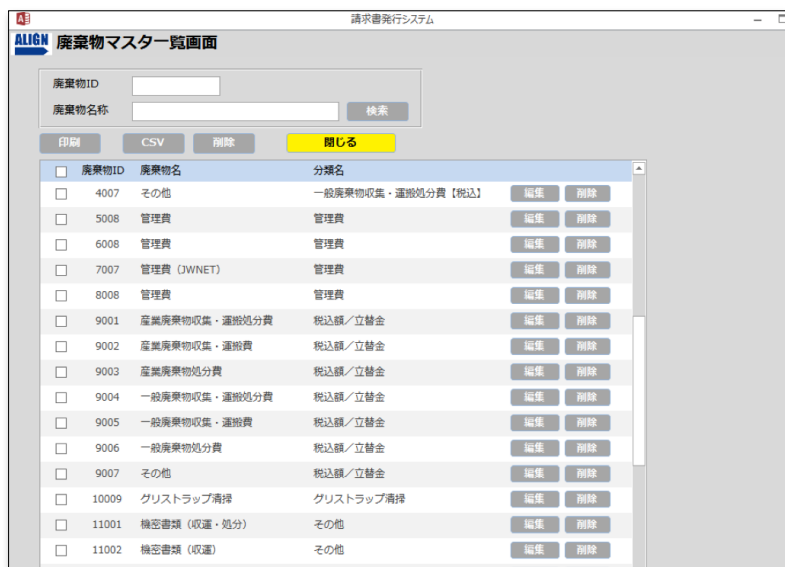 請求書発行システム
ALIGN 廃棄物マスター覧画面
廃棄物ID
廃棄物名称 検索
印刷 CSV 削除 閉じる
廃棄物ID 廃棄物名 分類名
4007 その他 一般廃棄物収集・運搬処分費【税込】 編集 削除
5008 管理費 管理費 編集 削除
6008 管理費 管理費 編集 削除
7007 管理費（JWNET） 管理費 編集 削除
8008 管理費 管理費 編集 削除
9001 産業廃棄物収集・運搬処分費 税込額／立替金 編集 削除
9002 産業廃棄物収集・運搬費 税込額／立替金 編集 削除
9003 産業廃棄物処分費 税込額／立替金 編集 削除
9004 一般廃棄物収集・運搬処分費 税込額／立替金 編集 削除
9005 一般廃棄物収集・運搬費 税込額／立替金 編集 削除
9006 一般廃棄物処分費 税込額／立替金 編集 削除
9007 その他 税込額／立替金 編集 削除
10009 グリストラップ清掃 グリストラップ清掃 編集 削除
11001 機密書類（収運・処分） その他 編集 削除
11002 機密書類（収運） その他 編集 削除